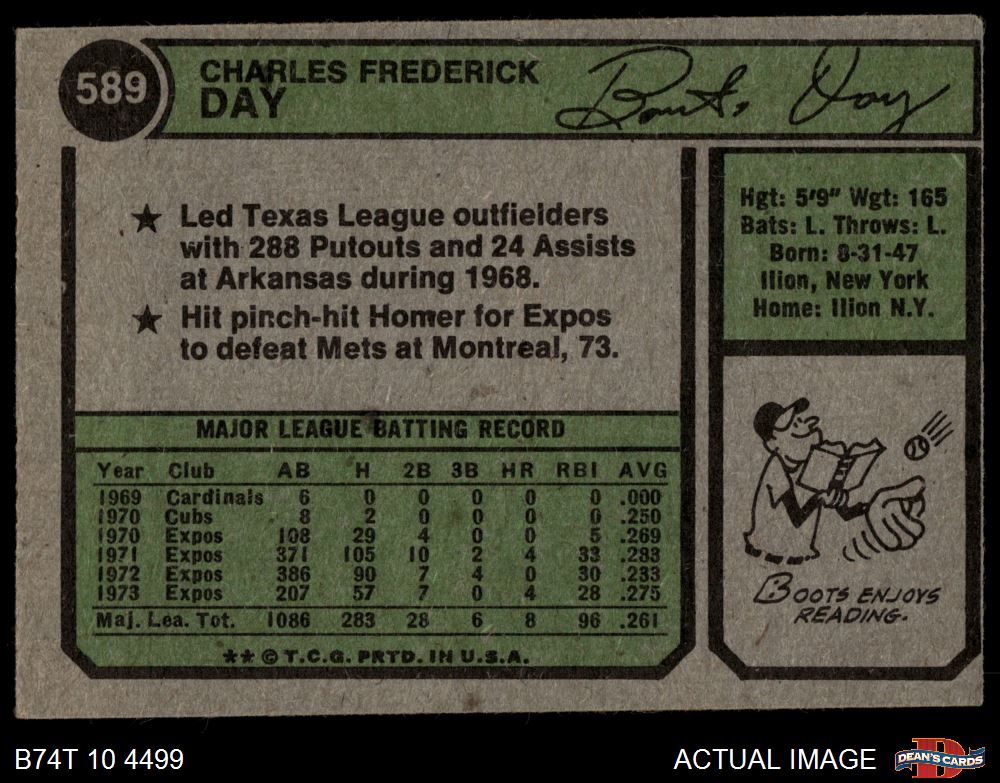 589
CHARLES FREDERICK
DAY
Boots Day
★ Led Texas League outfielders
with 288 Putouts and 24 Assists
at Arkansas during 1968.
★ Hit pinch-hit Homer for Expos
to defeat Mets at Montreal, 73.
Hgt: 5'9" Wgt: 165
Bats: L. Throws: L.
Born: 8-31-47
Ilion, New York
Home: Ilion N.Y.
MAJOR LEAGUE BATTING RECORD
Year Club AB H 2B 3B HR RBI AVG
1969 Cardinals 6 0 0 0 0 0 .000
1970 Cubs 8 2 0 0 0 0 .250
1970 Expos 108 29 4 0 0 5 .269
1971 Expos 371 105 10 2 4 33 .283
1972 Expos 386 90 7 4 0 30 .233
1973 Expos 207 57 7 0 4 28 .275
Maj. Lea. Tot. 1086 283 28 6 8 96 .261
** © T.C.G. PRTD. IN U.S.A.
BOOTS ENJOYS
READING.
B74T 10 4499
ACTUAL IMAGE
D
DEAN'S CARDS